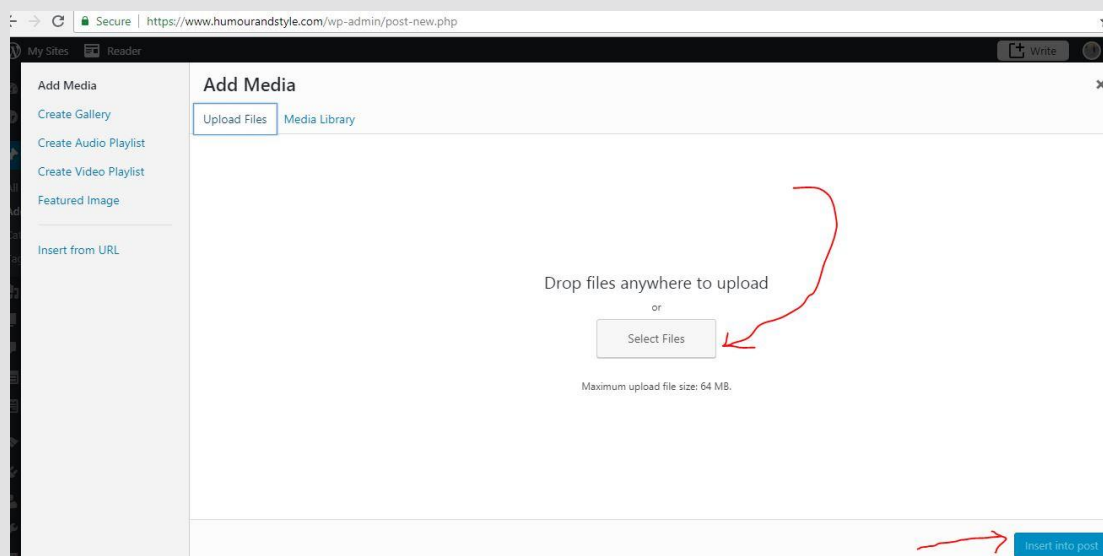 Secure | https://www.humourandstyle.com/wp-admin/post-new.php
My Sites Reader Write
Add Media
Create Gallery
Create Audio Playlist
Create Video Playlist
Featured Image
Insert from URL
Add Media
Upload Files Media Library
Drop files anywhere to upload
or
Select Files
Maximum upload file size: 64 MB.
Insert into post